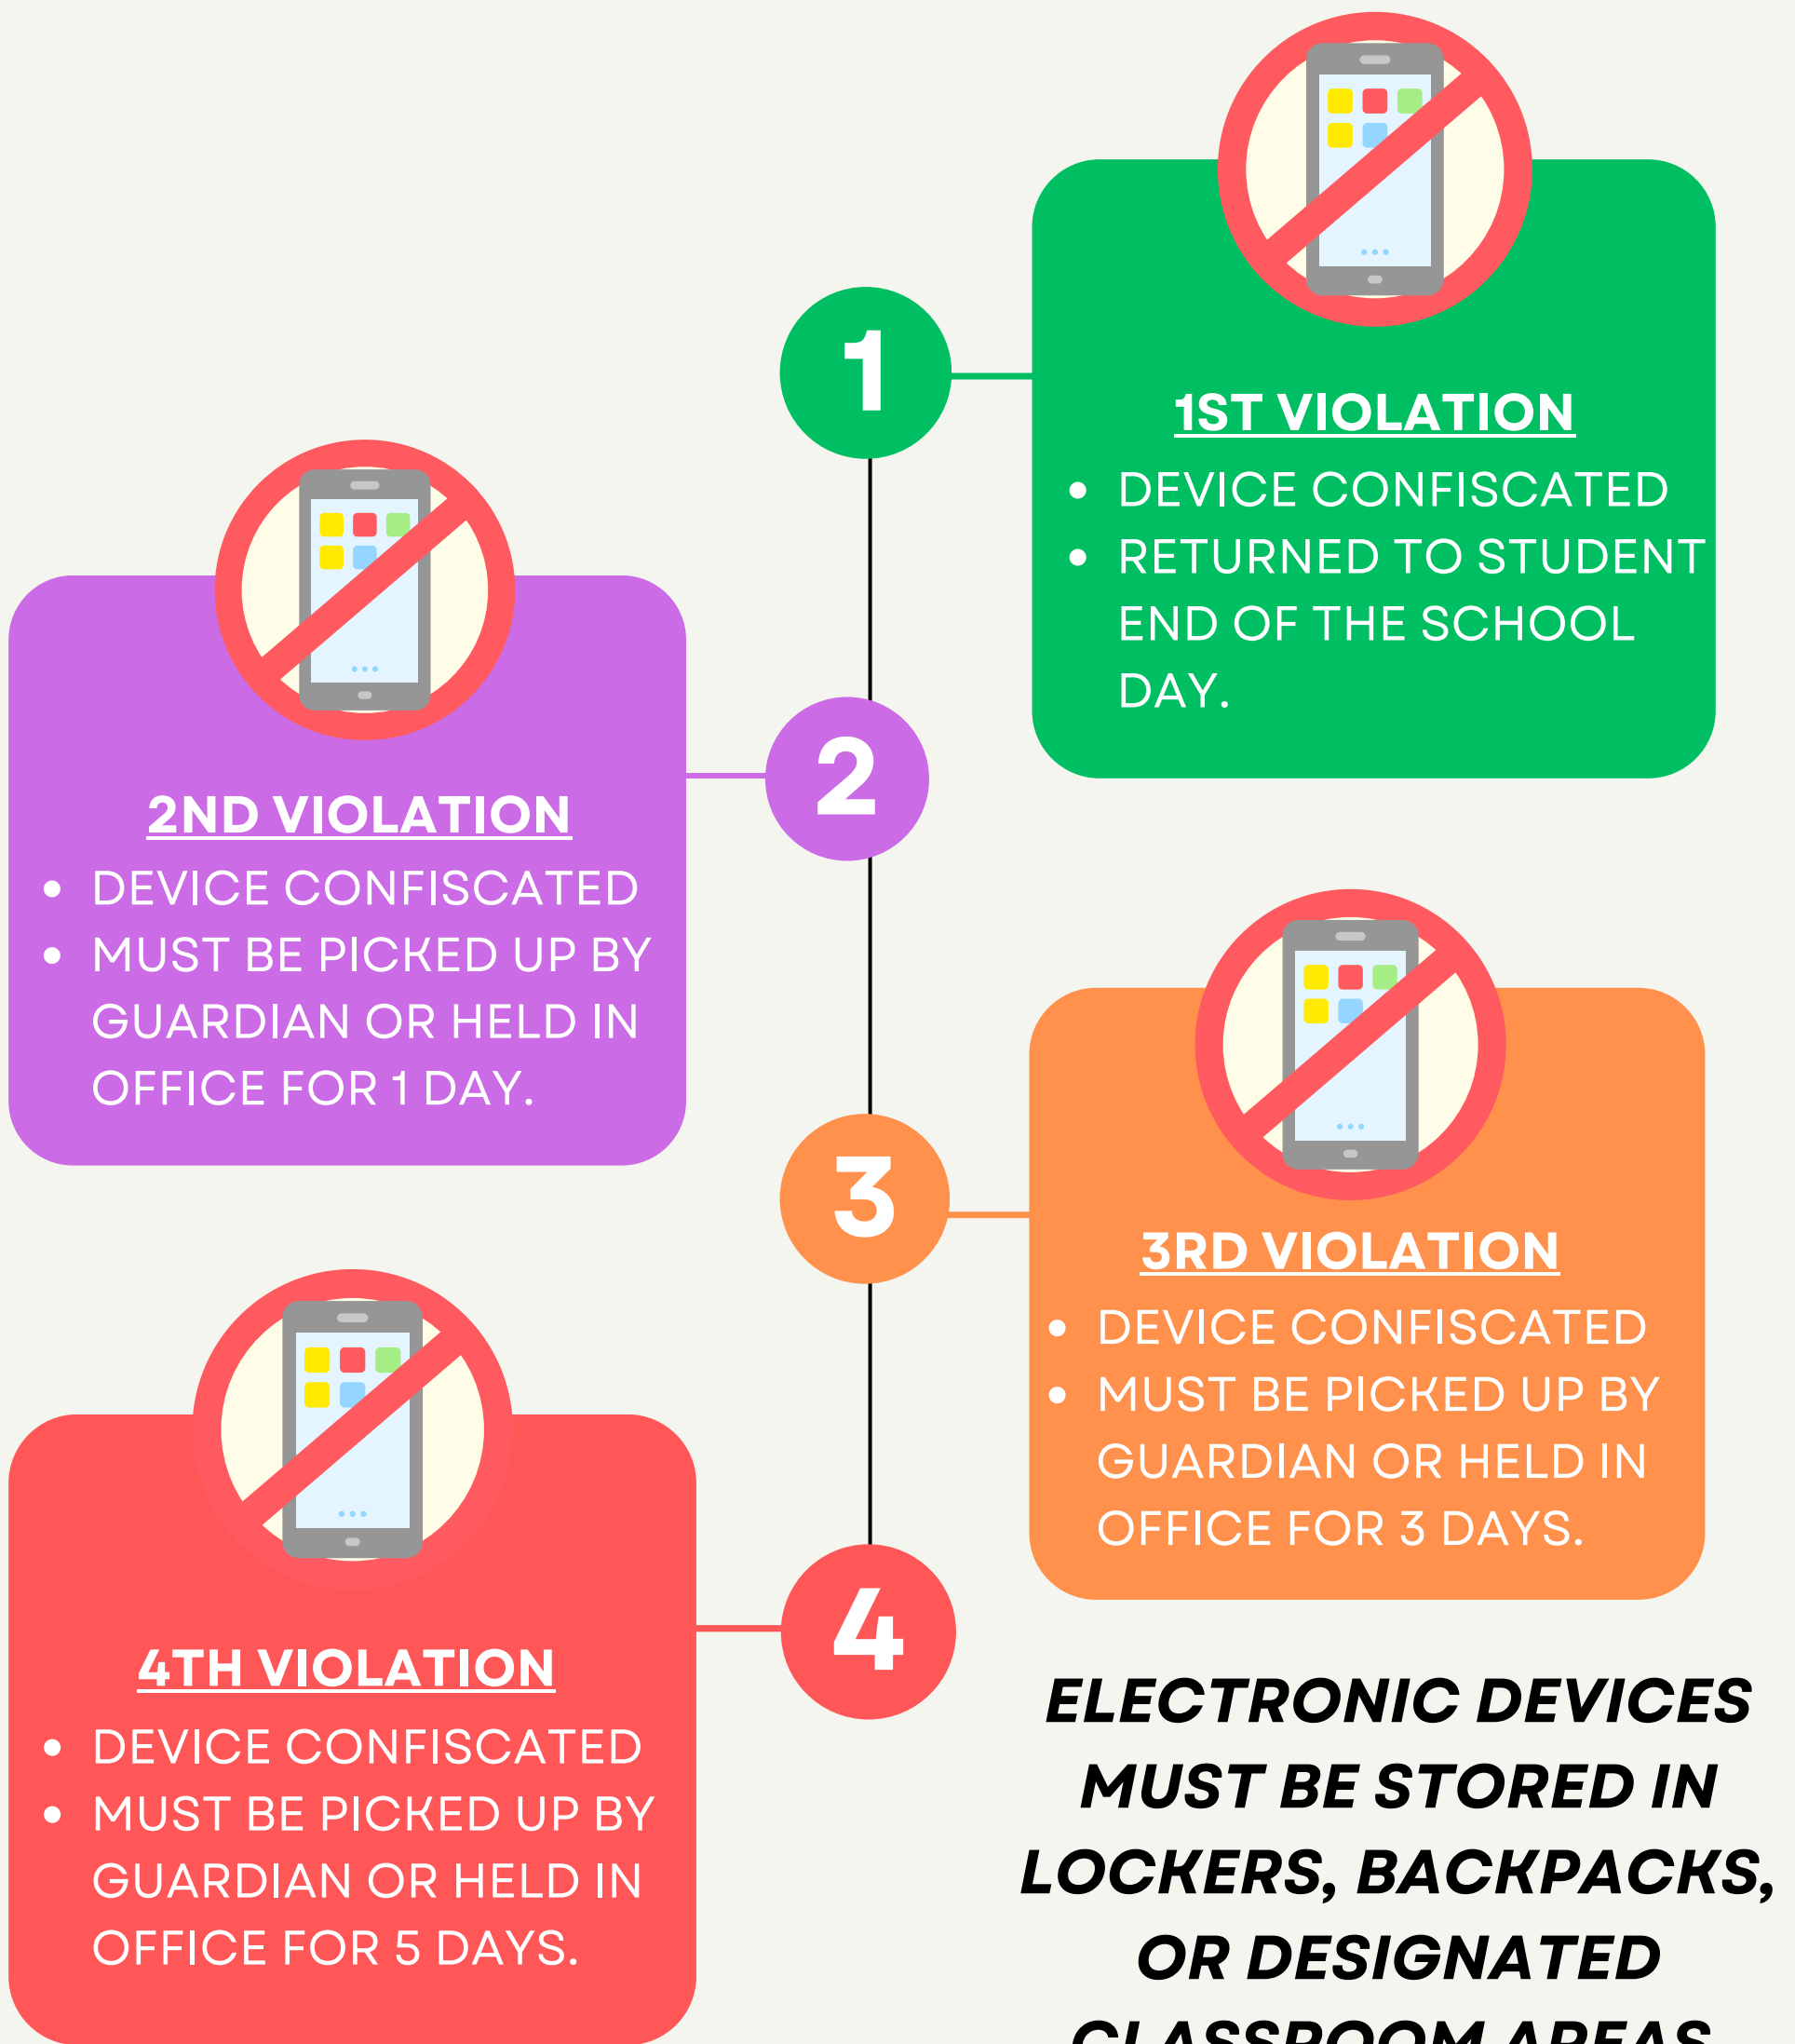 1
1ST VIOLATION
• DEVICE CONFISCATED
• RETURNED TO STUDENT
END OF THE SCHOOL
DAY.
2
2ND VIOLATION
• DEVICE CONFISCATED
• MUST BE PICKED UP BY
GUARDIAN OR HELD IN
OFFICE FOR 1 DAY.
3
3RD VIOLATION
• DEVICE CONFISCATED
• MUST BE PICKED UP BY
GUARDIAN OR HELD IN
OFFICE FOR 3 DAYS.
4
4TH VIOLATION
• DEVICE CONFISCATED
• MUST BE PICKED UP BY
GUARDIAN OR HELD IN
OFFICE FOR 5 DAYS.
ELECTRONIC DEVICES
MUST BE STORED IN
LOCKERS, BACKPACKS,
OR DESIGNATED
CLASSROOM AREAS